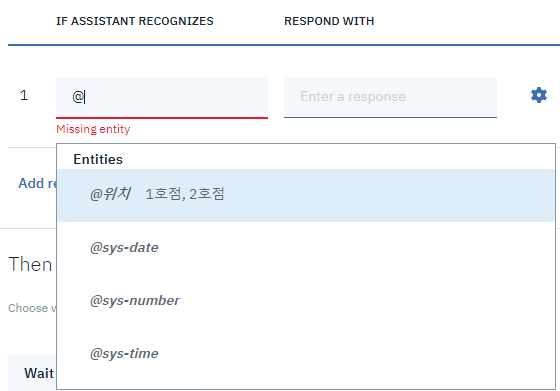 IF ASSISTANT RECOGNIZES RESPOND WITH
1 @ Enter a response
Missing entity
Entities
@위치 1호점, 2호점
Add re
@sys-date
Then
@sys-number
Choose w
@sys-time
Wait